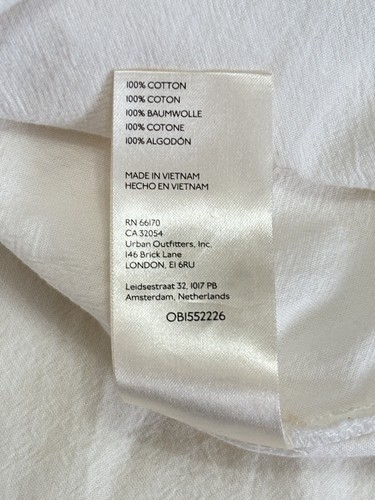 100% COTTON
100% COTON
100% BAUMWOLLE
100% COTONE
100% ALGODÓN
MADE IN VIETNAM
HECHO EN VIETNAM
RN 66170
CA 32054
Urban Outfitters, Inc.
146 Brick Lane
LONDON, E1 6RU
Leidsestraat 32, 1017 PB
Amsterdam, Netherlands
OB1552226